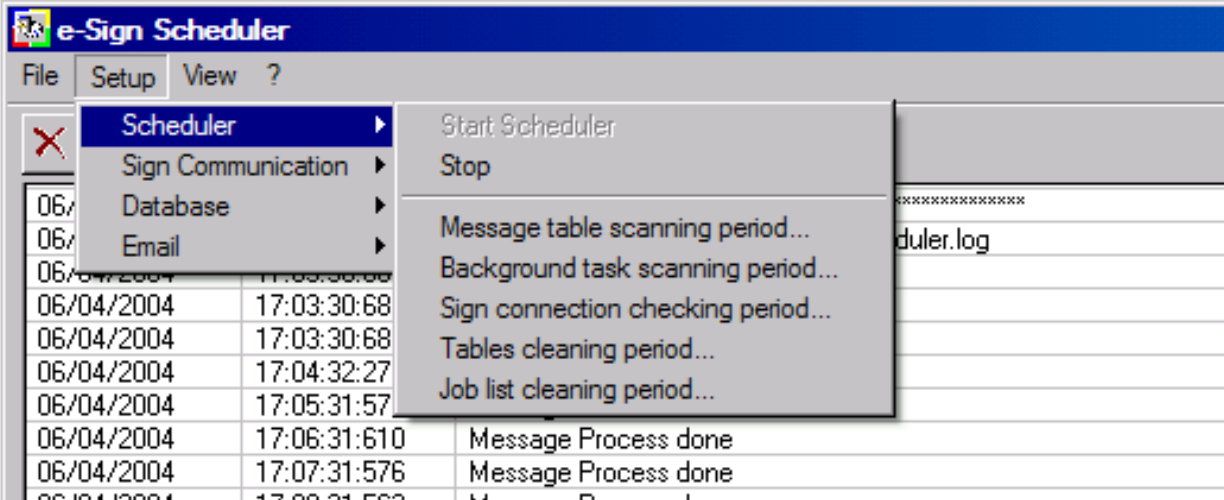 e-Sign Scheduler
File Setup View ?
Scheduler
Sign Communication
Database
Email
Start Scheduler
Stop
Message table scanning period...
Background task scanning period...
Sign connection checking period...
Tables cleaning period...
Job list cleaning period...
06/
06/ duler.log
06/
06/04/2004 17:03:30:68
06/04/2004 17:03:30:68
06/04/2004 17:04:32:27
06/04/2004 17:05:31:57
06/04/2004 17:06:31:610 Message Process done
06/04/2004 17:07:31:576 Message Process done